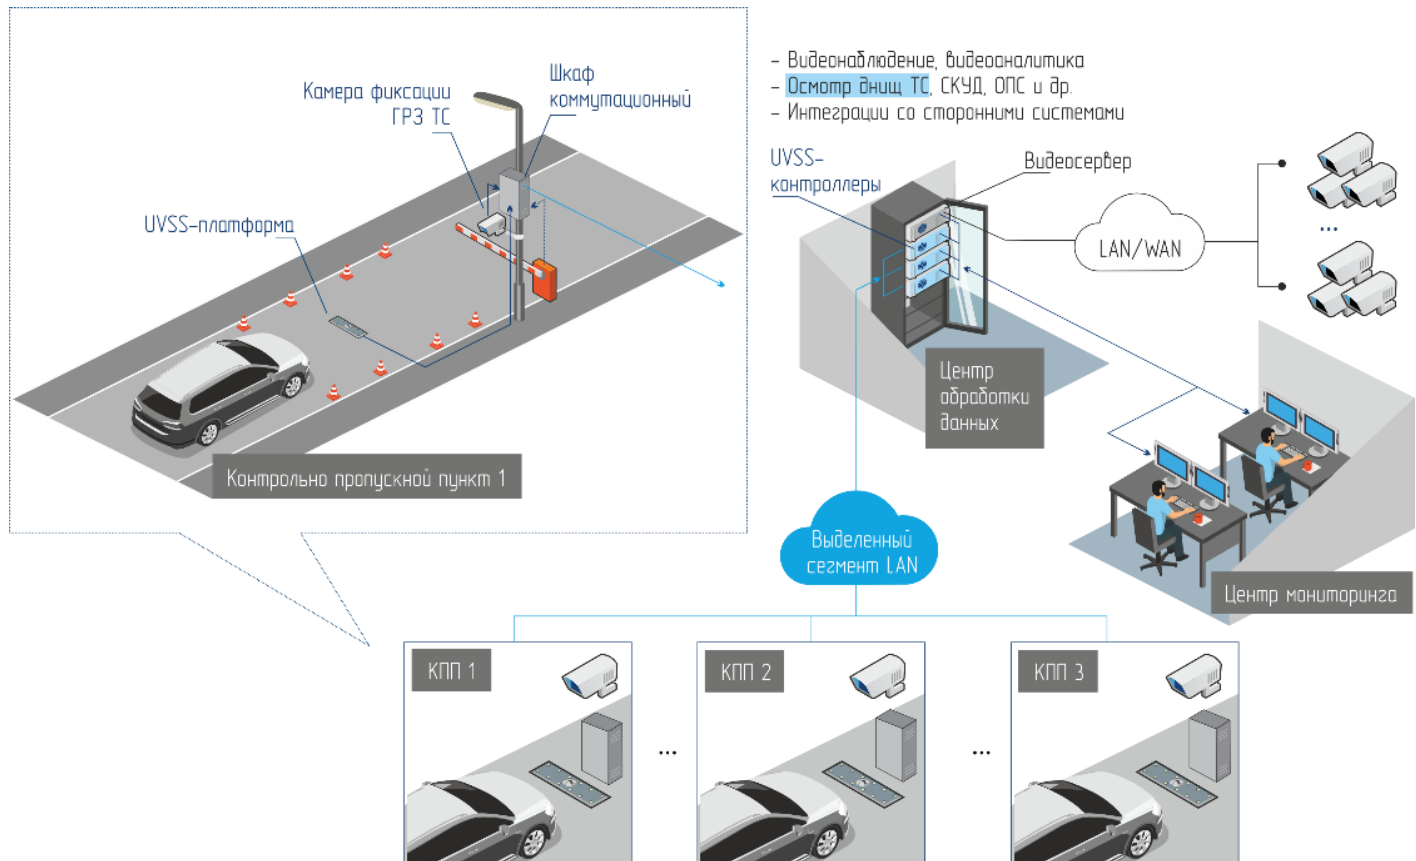 - Видеонаблюдение, видеоаналитика
- Осмотр днищ ТС, СКУД, ОПС и др.
- Интеграции со сторонними системами
Камера фиксации
ГРЗ ТС
Шкаф
коммутационный
UVSS-платформа
Контрольно пропускной пункт 1
UVSS-
контроллеры
Видеосервер
LAN/WAN
...
Центр
обработки
данных
Центр мониторинга
Выделенный
сегмент LAN
КПП 1
...
КПП 2
...
КПП 3